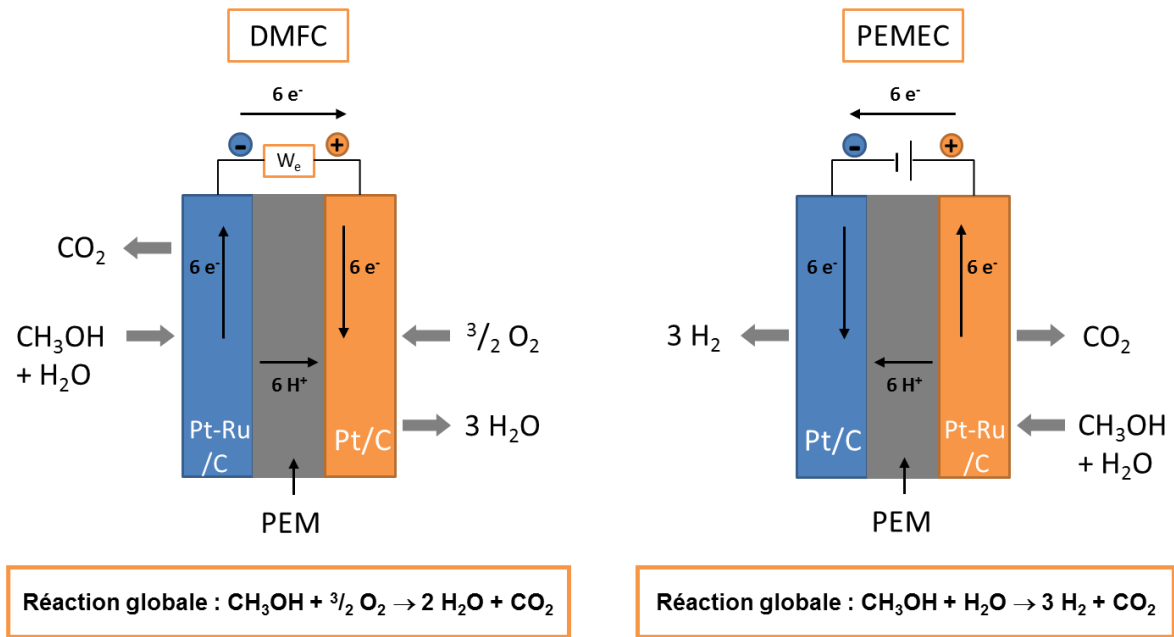 DMFC
6 e⁻
- Wₑ +
CO₂
6 e⁻
6 e⁻
CH₃OH
+ H₂O
³/₂ O₂
6 H⁺
3 H₂O
Pt-Ru
/C
Pt/C
PEM
Réaction globale : CH₃OH + ³/₂ O₂ → 2 H₂O + CO₂
PEMEC
6 e⁻
- +
6 e⁻
6 e⁻
3 H₂
CO₂
6 H⁺
Pt/C
Pt-Ru
/C
CH₃OH
+ H₂O
PEM
Réaction globale : CH₃OH + H₂O → 3 H₂ + CO₂